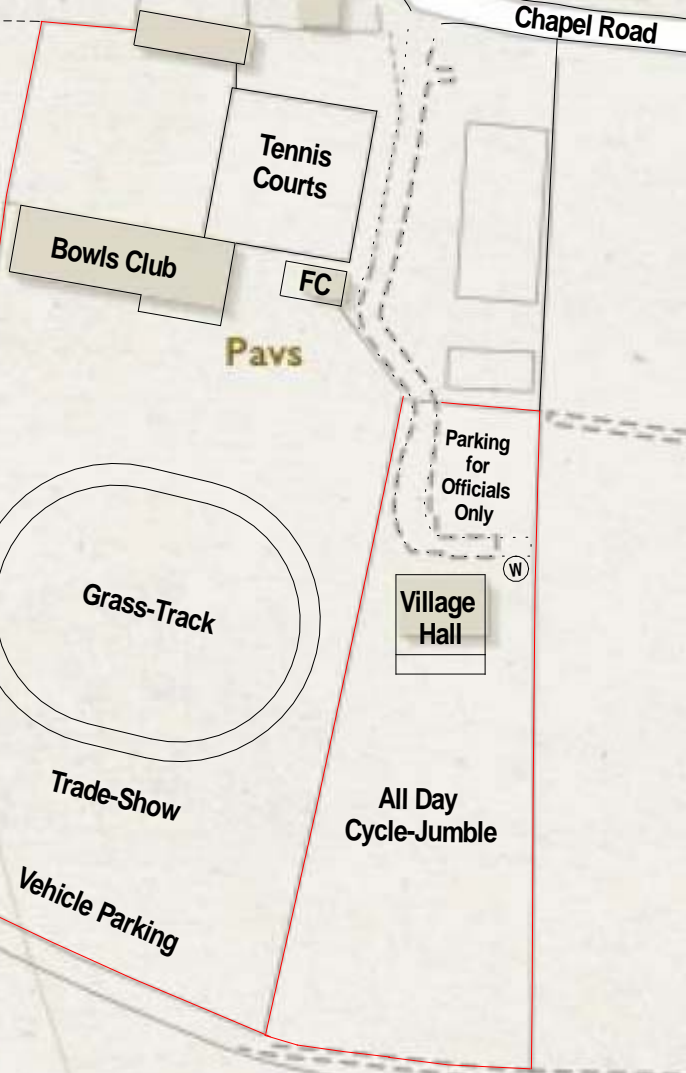 Chapel Road
Tennis
Courts
Bowls Club
FC
Pavs
Parking
for
Officials
Only
W
Village
Hall
Grass-Track
Trade-Show
All Day
Cycle-Jumble
Vehicle Parking